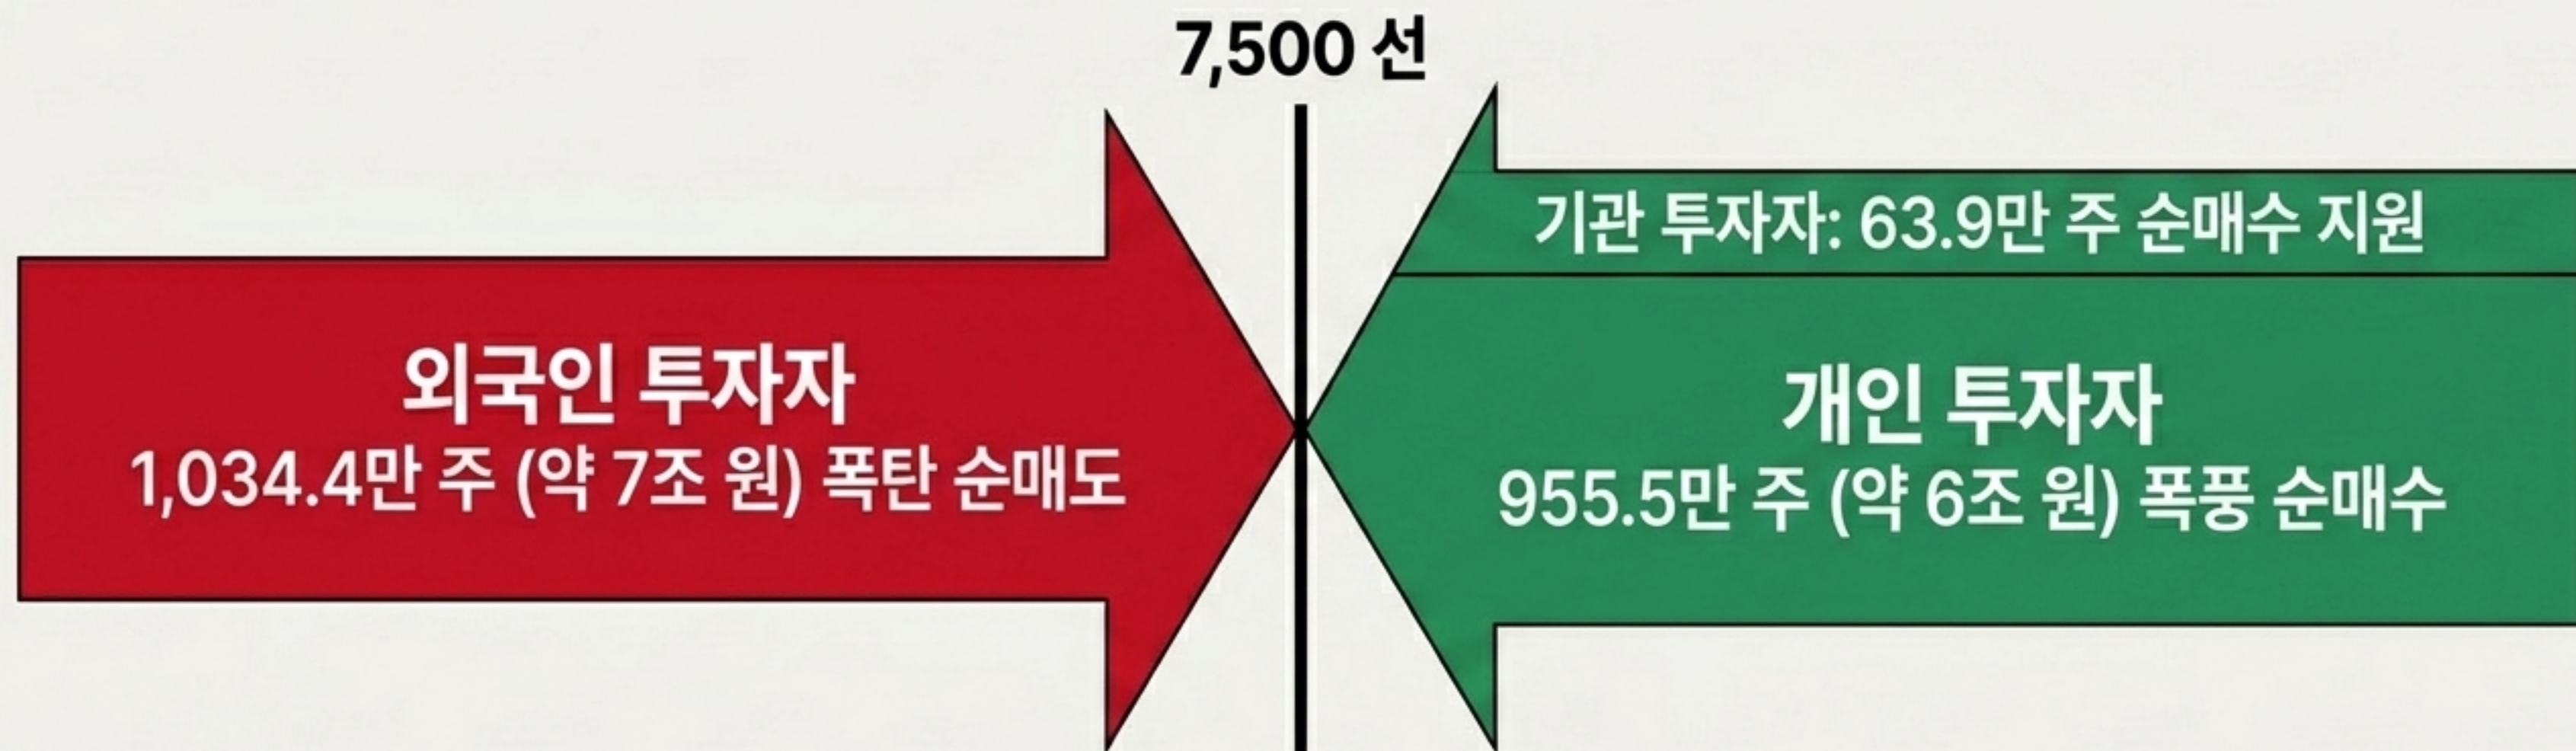 7,500 선
외국인 투자자
1,034.4만 주 (약 7조 원) 폭탄 순매도
기관 투자자: 63.9만 주 순매수 지원
개인 투자자
955.5만 주 (약 6조 원) 폭풍 순매수